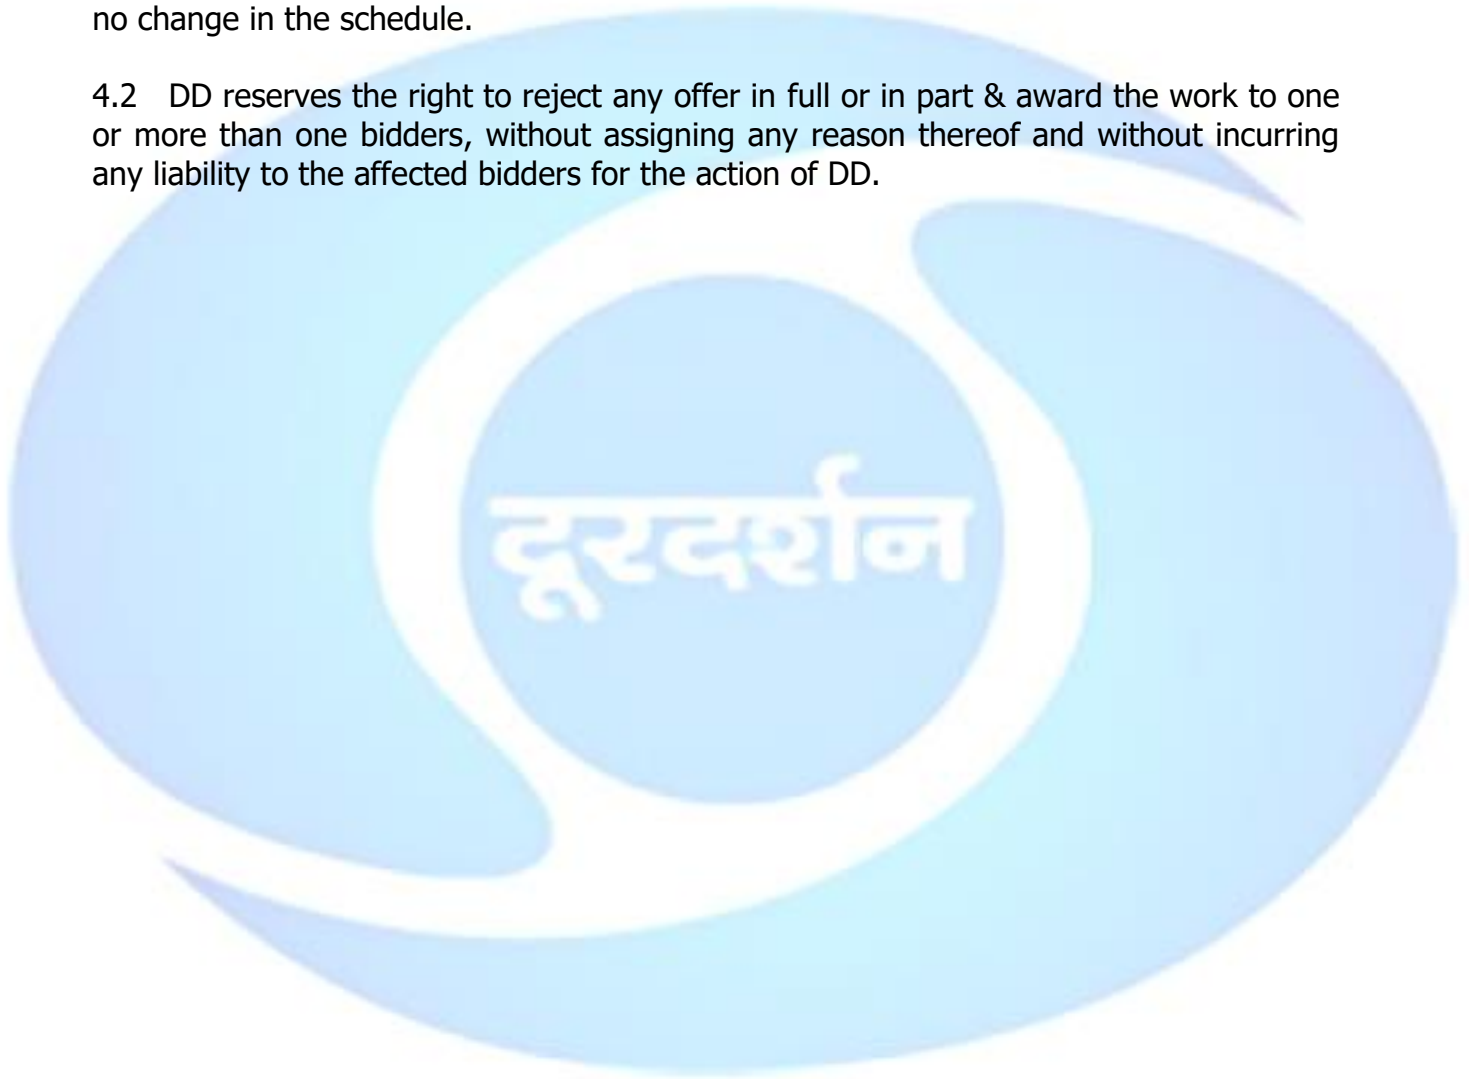 no change in the schedule.
4.2 DD reserves the right to reject any offer in full or in part & award the work to one
or more than one bidders, without assigning any reason thereof and without incurring
any liability to the affected bidders for the action of DD.
दूरदर्शन